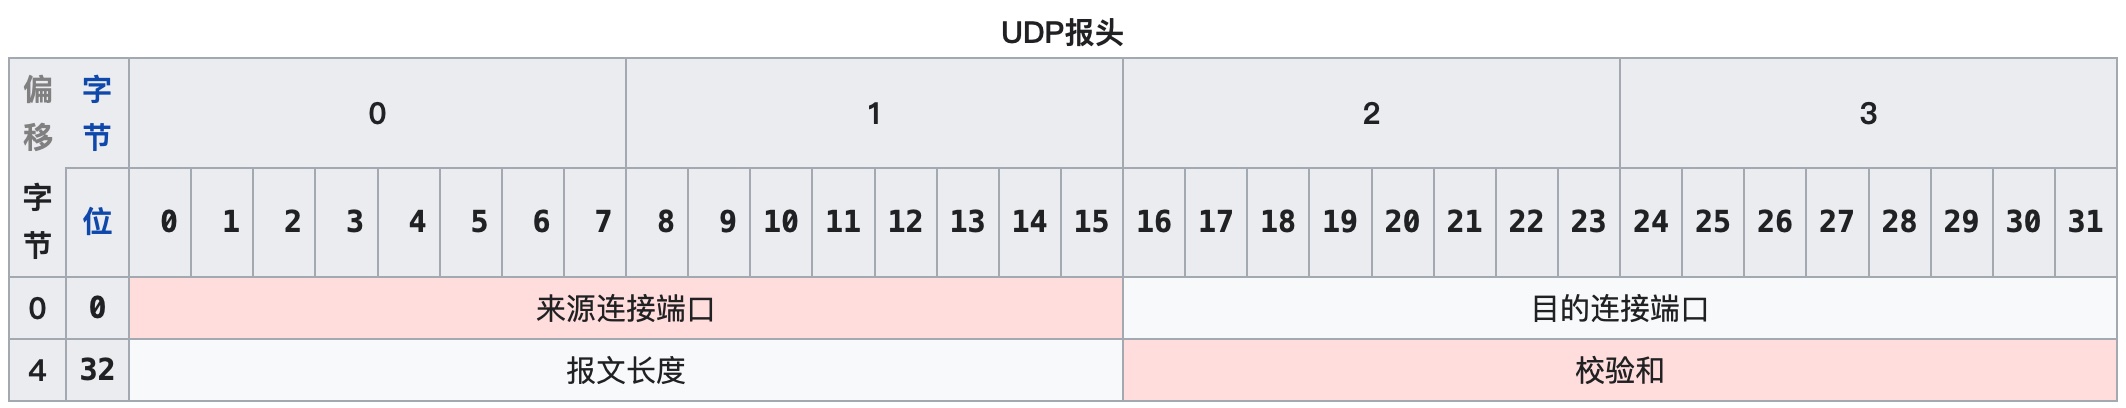 UDP报头
偏移 字节 0 1 2 3
字节 位 0 1 2 3 4 5 6 7 8 9 10 11 12 13 14 15 16 17 18 19 20 21 22 23 24 25 26 27 28 29 30 31
0 0 来源连接端口 目的连接端口
4 32 报文长度 校验和